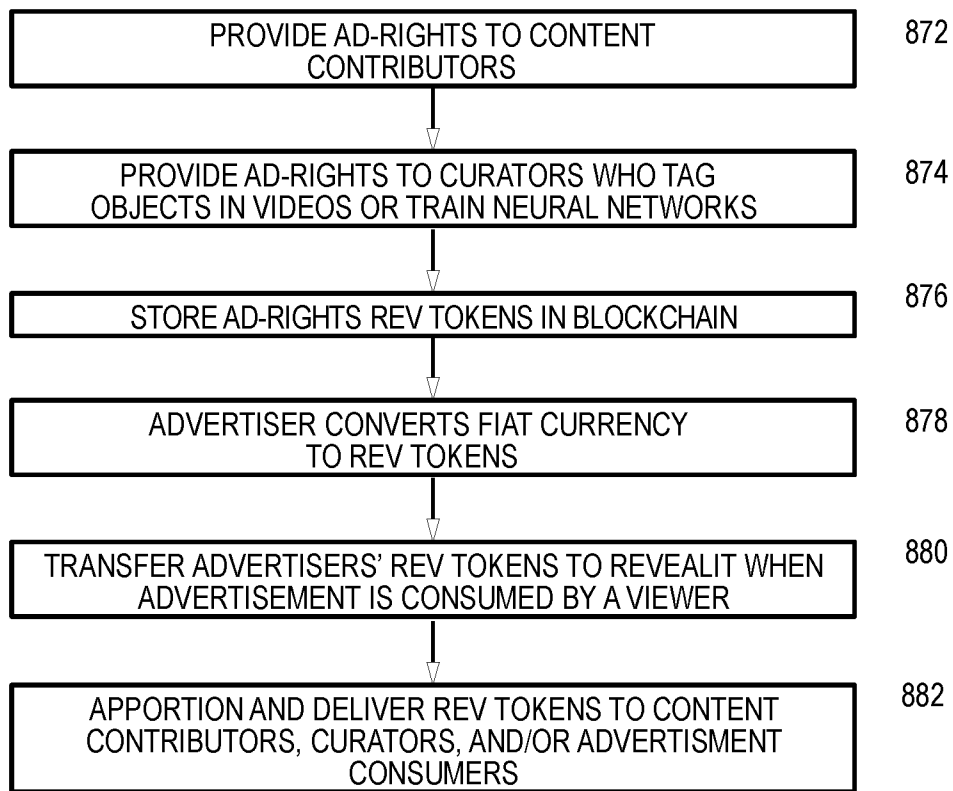 PROVIDE AD-RIGHTS TO CONTENT
CONTRIBUTORS
872
PROVIDE AD-RIGHTS TO CURATORS WHO TAG
OBJECTS IN VIDEOS OR TRAIN NEURAL NETWORKS
874
STORE AD-RIGHTS REV TOKENS IN BLOCKCHAIN
876
ADVERTISER CONVERTS FIAT CURRENCY
TO REV TOKENS
878
TRANSFER ADVERTISERS’ REV TOKENS TO REVEALIT WHEN
ADVERTISEMENT IS CONSUMED BY A VIEWER
880
APPORTION AND DELIVER REV TOKENS TO CONTENT
CONTRIBUTORS, CURATORS, AND/OR ADVERTISMENT
CONSUMERS
882